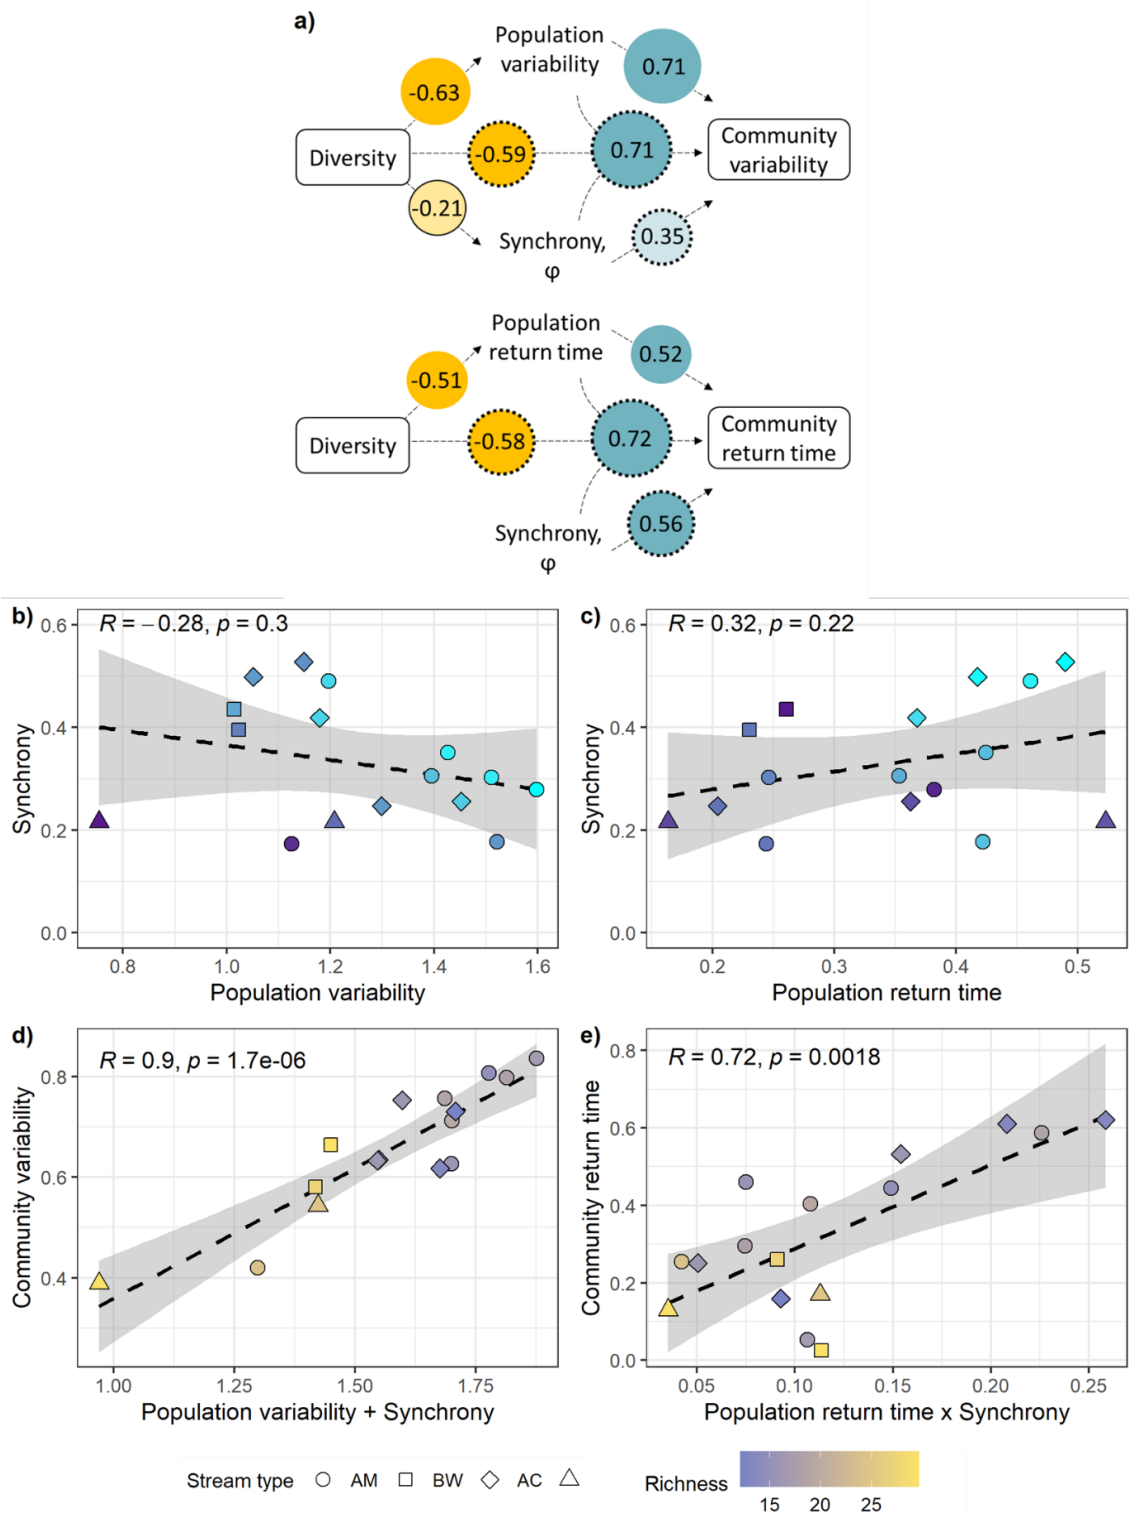 a)
Population
variability
0.71
-0.63
Diversity
-0.59
0.71
Community
variability
-0.21
Synchrony,
φ
0.35
Population
return time
0.52
-0.51
Diversity
-0.58
0.72
Community
return time
Synchrony,
φ
0.56
b)
R = −0.28, p = 0.3
Synchrony
0.6
0.4
0.2
0.0
0.8 1.0 1.2 1.4 1.6
Population variability
c)
R = 0.32, p = 0.22
Synchrony
0.6
0.4
0.2
0.0
0.2 0.3 0.4 0.5
Population return time
d)
R = 0.9, p = 1.7e-06
Community variability
0.8
0.6
0.4
1.00 1.25 1.50 1.75
Population variability + Synchrony
e)
R = 0.72, p = 0.0018
Community return time
0.8
0.6
0.4
0.2
0.0
0.05 0.10 0.15 0.20 0.25
Population return time x Synchrony
Stream type AM BW AC
Richness
15 20 25